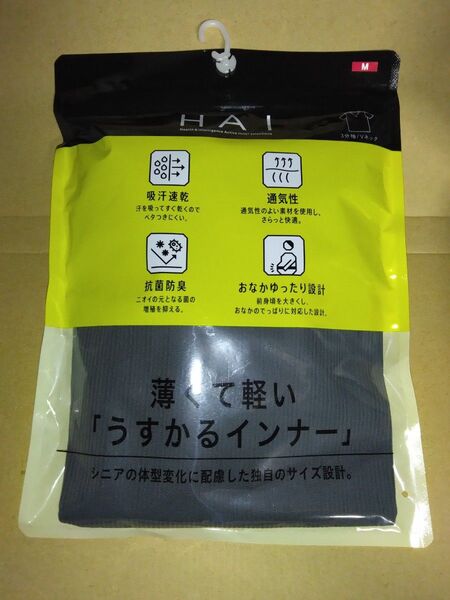 M
HAI
Health & Intelligence Active inner selections
3分袖/Vネック
吸汗速乾
汗を吸ってすぐ乾くので
ベタつきにくい。
通気性
通気性のよい素材を使用し、
さらっと快適。
抗菌防臭
ニオイの元となる菌の
増殖を抑える。
おなかゆったり設計
前身頃を大きくし、
おなかのでっぱりに対応した設計。
薄くて軽い
「うすかるインナー」
シニアの体型変化に配慮した独自のサイズ設計。